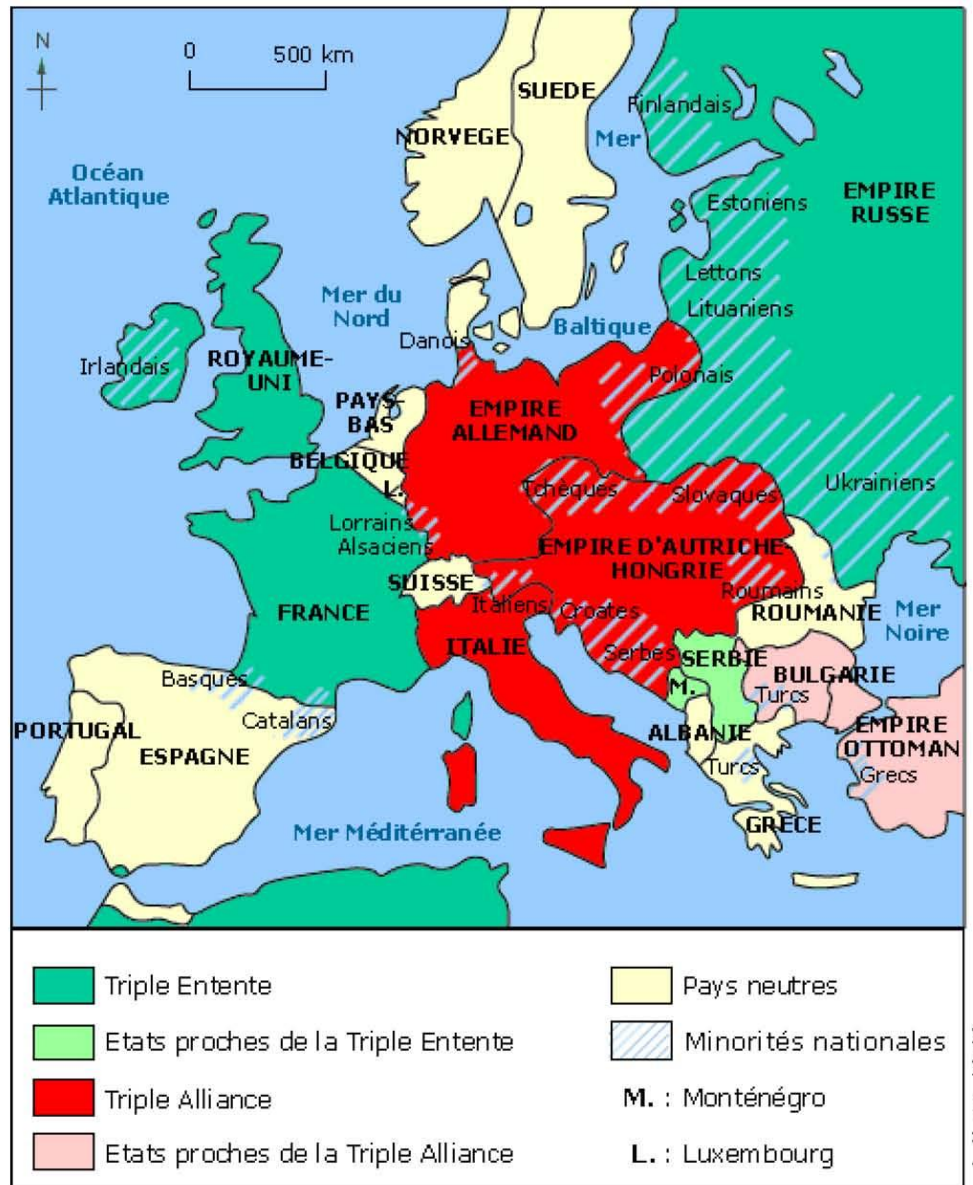 N
0 500 km
SUEDE
Finlandais
NORVEGE
Mer
Océan
Atlantique
EMPIRE
RUSSE
Estoniens
Lettons
Mer du
Nord
Lituaniens
Baltique
Danois
Irlandais
ROYAUME-
UNI
Polonais
PAYS-
BAS
EMPIRE
ALLEMAND
BELGIQUE
L.
Tchèques
Slovaques
Ukrainiens
Lorrains
Alsaciens
EMPIRE D'AUTRICHE-
HONGRIE
SUISSE
Roumains
Italiens
Croates
FRANCE
ROUMANIE
Mer
Noire
ITALIE
Serbes
SERBIE
Basques
BULGARIE
M.
Turcs
Catalans
PORTUGAL
ESPAGNE
ALBANIE
EMPIRE
OTTOMAN
Turcs
Grecs
Mer Méditérranée
GRECE
Triple Entente
Etats proches de la Triple Entente
Triple Alliance
Etats proches de la Triple Alliance
Pays neutres
Minorités nationales
M. : Monténégro
L. : Luxembourg